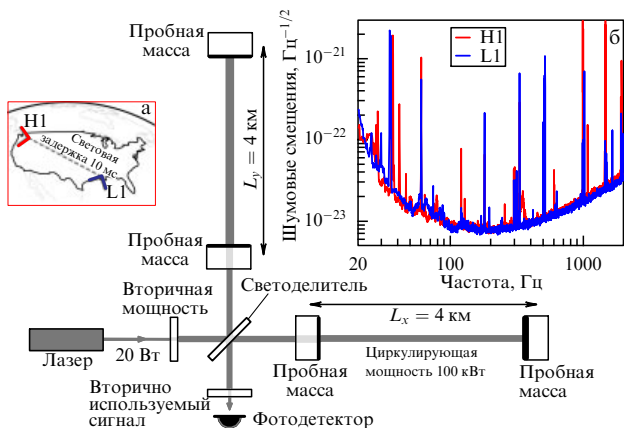 Пробная
масса
L_y = 4 км
Пробная
масса
а
H1
Световая
задержка 10 мс
L1
б
H1
L1
Шумовые смещения, Гц^{-1/2}
10^{-21}
10^{-22}
10^{-23}
20
100
1000
Частота, Гц
Вторичная
мощность
Светоделитель
L_x = 4 км
Лазер
20 Вт
Пробная
масса
Циркулирующая
мощность 100 кВт
Пробная
масса
Вторично
используемый
сигнал
Фотодетектор